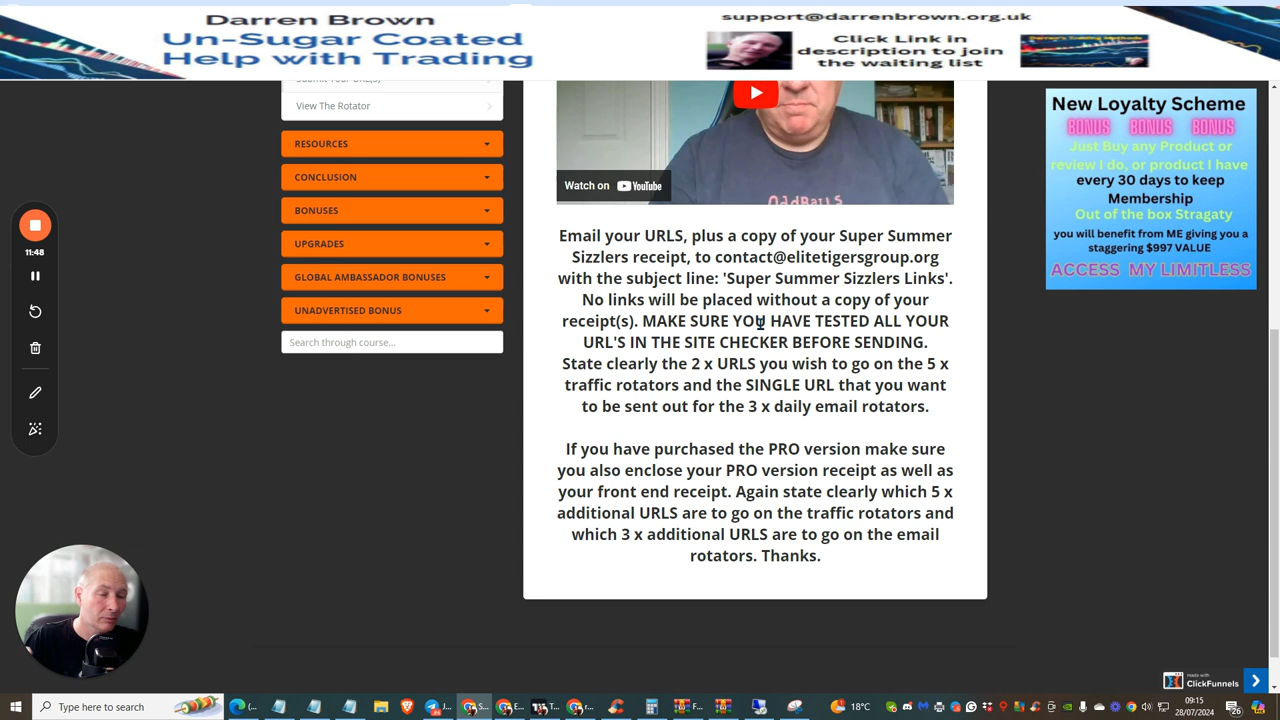 Darren Brown
Un-Sugar Coated
Help with Trading
support@darrenbrown.org.uk
Click Link in
description to join
the waiting list
View The Rotator
RESOURCES
CONCLUSION
BONUSES
UPGRADES
GLOBAL AMBASSADOR BONUSES
UNADVERTISED BONUS
Search through course...
11:48
Watch on YouTube
OddBalls
Email your URLS, plus a copy of your Super Summer
Sizzlers receipt, to contact@elitetigersgroup.org
with the subject line: 'Super Summer Sizzlers Links'.
No links will be placed without a copy of your
receipt(s). MAKE SURE YOU HAVE TESTED ALL YOUR
URL'S IN THE SITE CHECKER BEFORE SENDING.
State clearly the 2 x URLS you wish to go on the 5 x
traffic rotators and the SINGLE URL that you want
to be sent out for the 3 x daily email rotators.
If you have purchased the PRO version make sure
you also enclose your PRO version receipt as well as
your front end receipt. Again state clearly which 5 x
additional URLS are to go on the traffic rotators and
which 3 x additional URLS are to go on the email
rotators. Thanks.
New Loyalty Scheme
BONUS BONUS BONUS
Just Buy any Product or
review I do, or product I have
every 30 days to keep
Membership
Out of the box Stragaty
you will benefit from ME giving you a
staggering $997 VALUE
ACCESS MY LIMITLESS
made with
ClickFunnels
Type here to search
18°C
09:15
28/07/2024